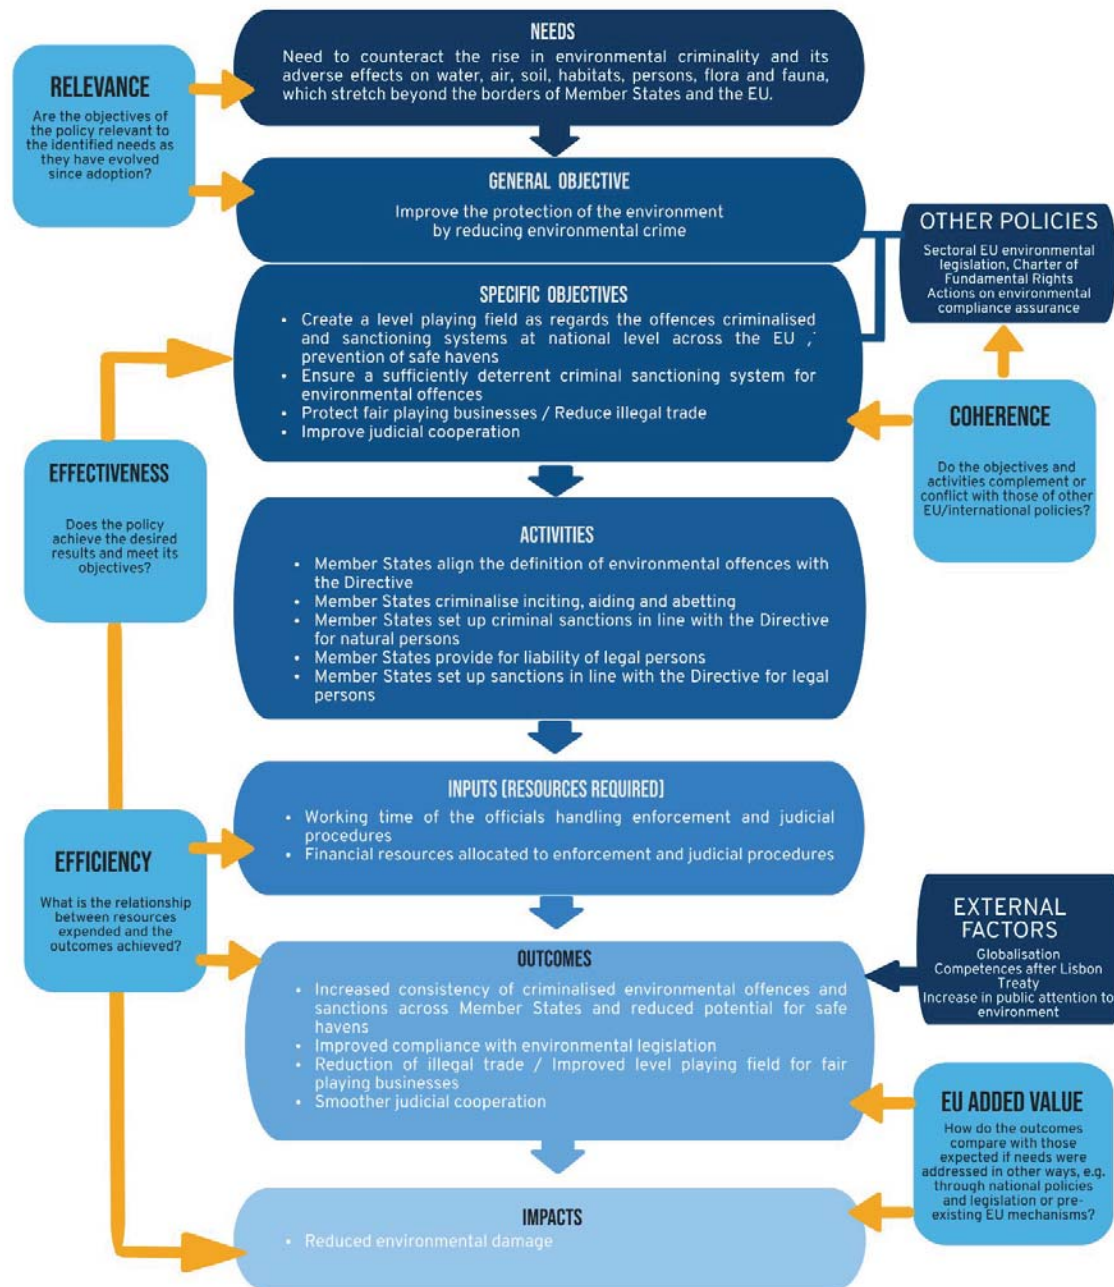 NEEDS
Need to counteract the rise in environmental criminality and its
adverse effects on water, air, soil, habitats, persons, flora and fauna,
which stretch beyond the borders of Member States and the EU.
RELEVANCE
Are the objectives of
the policy relevant to
the identified needs as
they have evolved
since adoption?
GENERAL OBJECTIVE
Improve the protection of the environment
by reducing environmental crime
OTHER POLICIES
Sectoral EU environmental
legislation, Charter of
Fundamental Rights
Actions on environmental
compliance assurance
SPECIFIC OBJECTIVES
• Create a level playing field as regards the offences criminalised
and sanctioning systems at national level across the EU /
prevention of safe havens
• Ensure a sufficiently deterrent criminal sanctioning system for
environmental offences
• Protect fair playing businesses / Reduce illegal trade
• Improve judicial cooperation
COHERENCE
Do the objectives and
activities complement or
conflict with those of other
EU/international policies?
EFFECTIVENESS
Does the policy
achieve the desired
results and meet its
objectives?
ACTIVITIES
• Member States align the definition of environmental offences with
the Directive
• Member States criminalise inciting, aiding and abetting
• Member States set up criminal sanctions in line with the Directive
for natural persons
• Member States provide for liability of legal persons
• Member States set up sanctions in line with the Directive for legal
persons
INPUTS (RESOURCES REQUIRED)
• Working time of the officials handling enforcement and judicial
procedures
• Financial resources allocated to enforcement and judicial procedures
EFFICIENCY
What is the relationship
between resources
expended and the
outcomes achieved?
EXTERNAL
FACTORS
Globalisation
Competences after Lisbon
Treaty
Increase in public attention to
environment
OUTCOMES
• Increased consistency of criminalised environmental offences and
sanctions across Member States and reduced potential for safe
havens
• Improved compliance with environmental legislation
• Reduction of illegal trade / Improved level playing field for fair
playing businesses
• Smoother judicial cooperation
EU ADDED VALUE
How do the outcomes
compare with those
expected if needs were
addressed in other ways, e.g.
through national policies
and legislation or pre-
existing EU mechanisms?
IMPACTS
• Reduced environmental damage